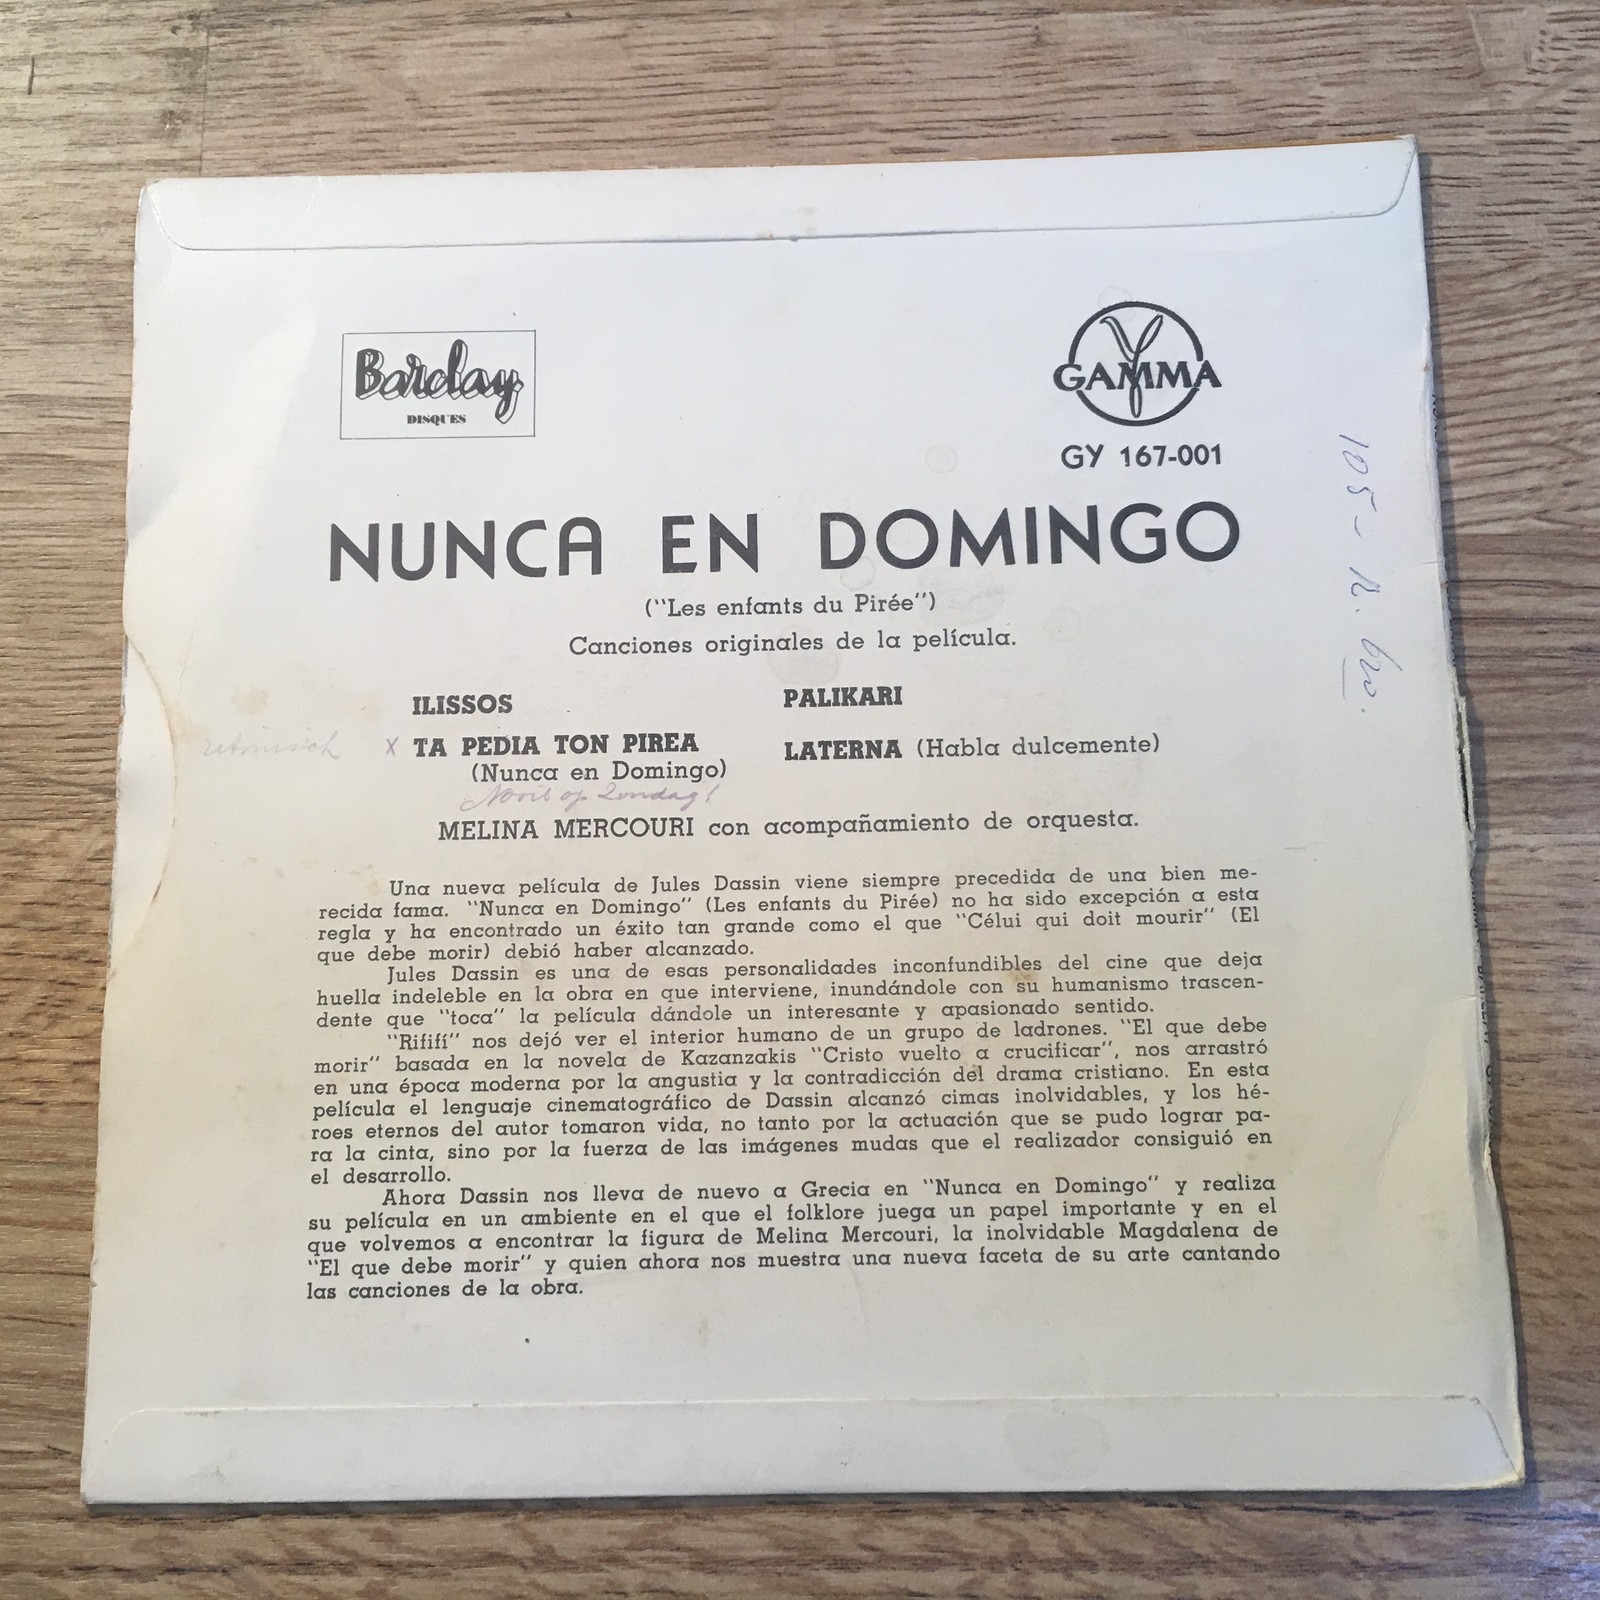 Barclay
DISQUES
GAMMA
GY 167-001
NUNCA EN DOMINGO
("Les enfants du Pirée")
Canciones originales de la película.
ILISSOS
x TA PEDIA TON PIREA
(Nunca en Domingo)
Nooit op Zondag!
PALIKARI
LATERNA (Habla dulcemente)
MELINA MERCOURI con acompañamiento de orquesta.
Una nueva película de Jules Dassin viene siempre precedida de una bien me-
recida fama. "Nunca en Domingo" (Les enfants du Pirée) no ha sido excepción a esta
regla y ha encontrado un éxito tan grande como el que "Célui qui doit mourir" (El
que debe morir) debió haber alcanzado.
Jules Dassin es una de esas personalidades inconfundibles del cine que deja
huella indeleble en la obra en que interviene, inundándole con su humanismo trascen-
dente que "toca" la película dándole un interesante y apasionado sentido.
"Rififí" nos dejó ver el interior humano de un grupo de ladrones. "El que debe
morir" basada en la novela de Kazanzakis "Cristo vuelto a crucificar", nos arrastró
en una época moderna por la angustia y la contradicción del drama cristiano. En esta
película el lenguaje cinematográfico de Dassin alcanzó cimas inolvidables, y los hé-
roes eternos del autor tomaron vida, no tanto por la actuación que se pudo lograr pa-
ra la cinta, sino por la fuerza de las imágenes mudas que el realizador consiguió en
el desarrollo.
Ahora Dassin nos lleva de nuevo a Grecia en "Nunca en Domingo" y realiza
su película en un ambiente en el que el folklore juega un papel importante y en el
que volvemos a encontrar la figura de Melina Mercouri, la inolvidable Magdalena de
"El que debe morir" y quien ahora nos muestra una nueva faceta de su arte cantando
las canciones de la obra.
105-